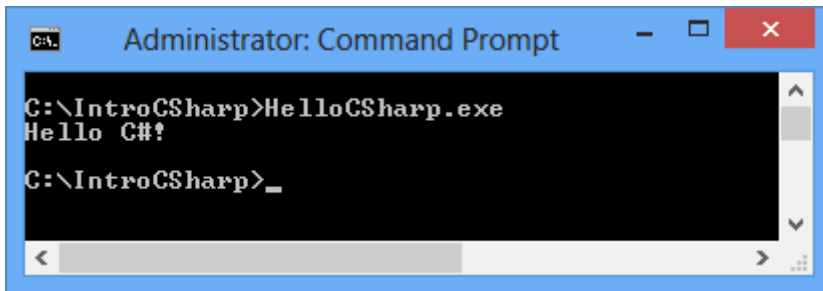 Administrator: Command Prompt
C:\IntroCSharp>HelloCSharp.exe
Hello C#!
C:\IntroCSharp>_